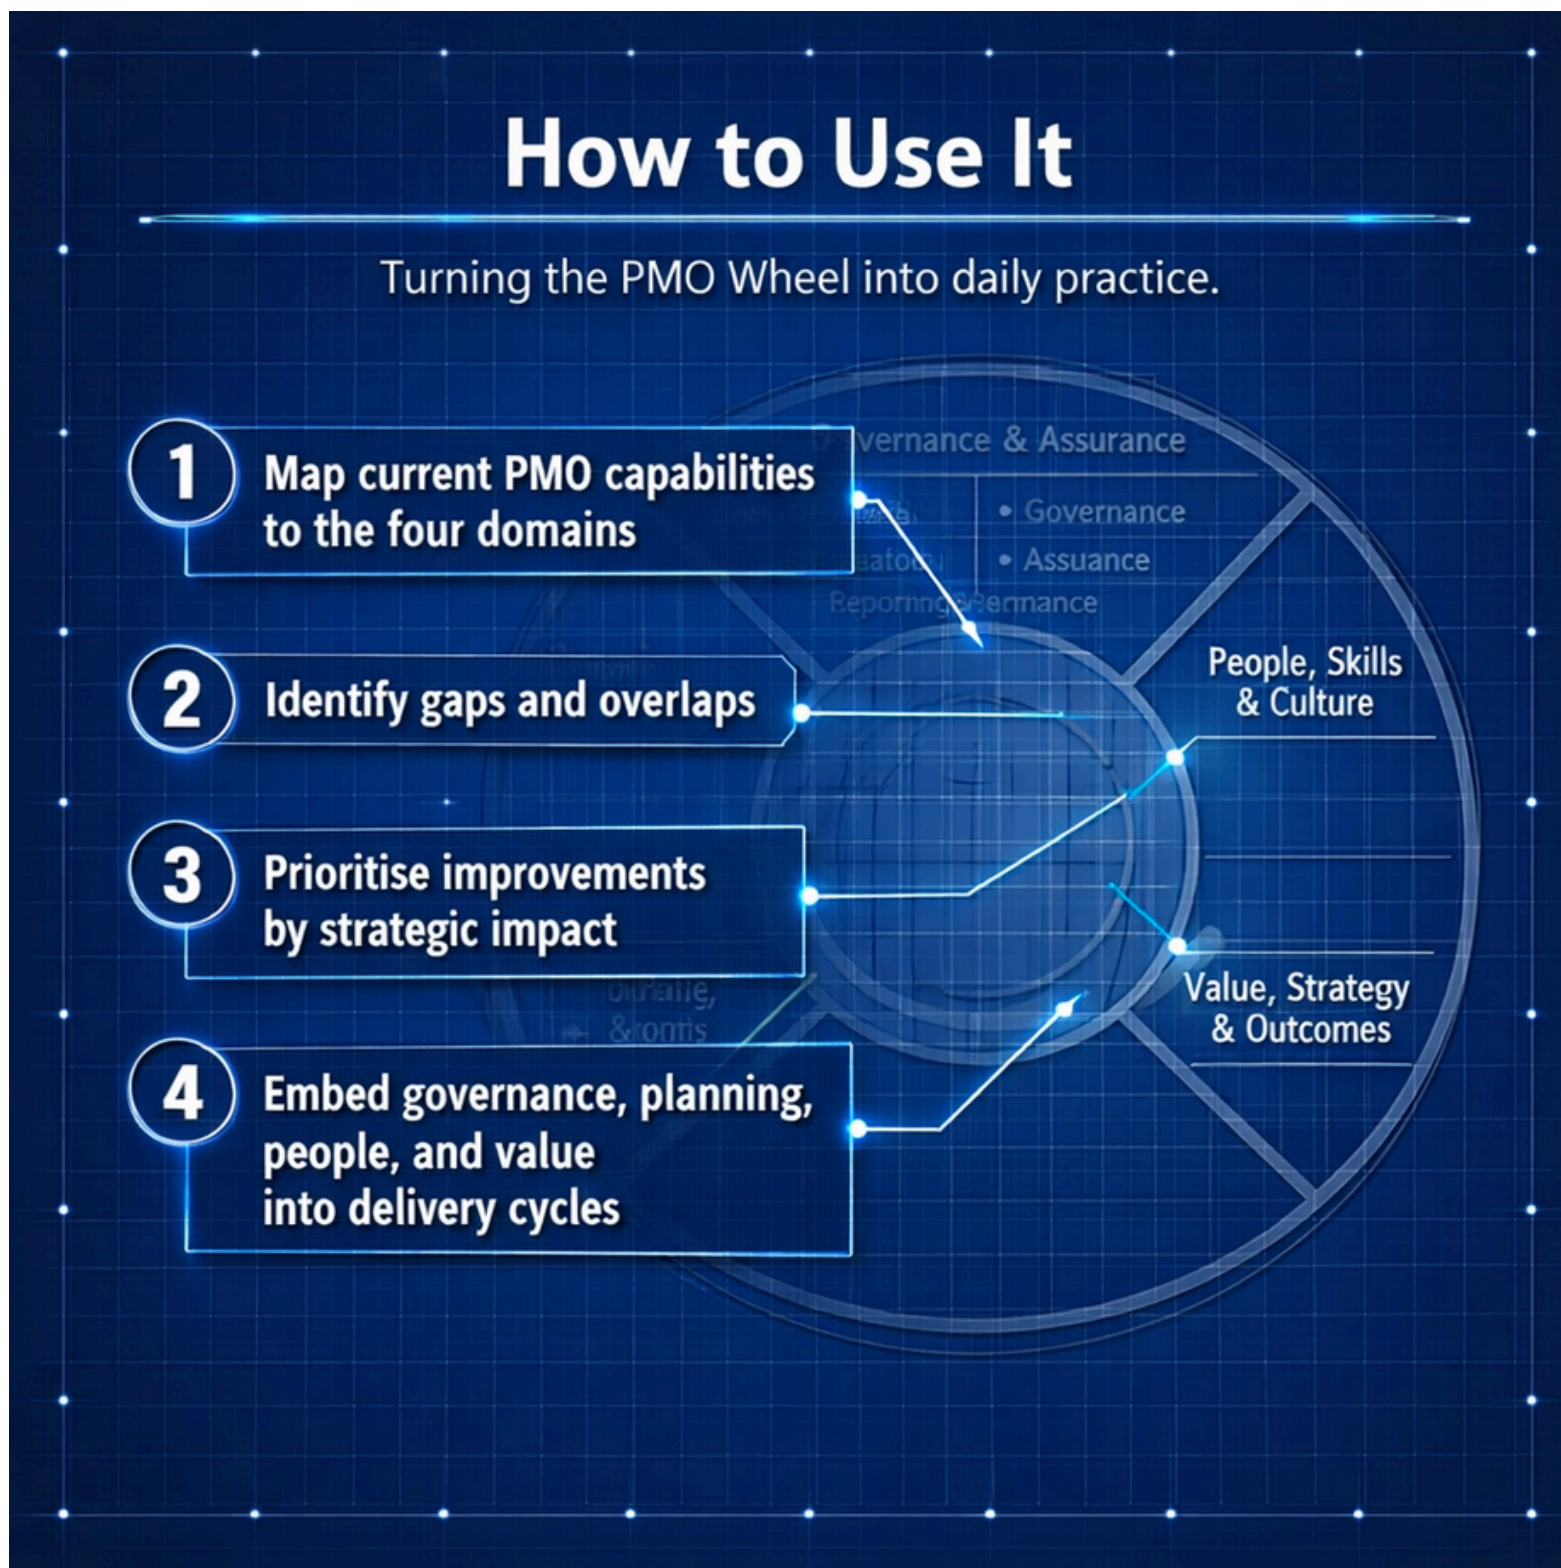 How to Use It
Turning the PMO Wheel into daily practice.
1
Map current PMO capabilities
to the four domains
2
Identify gaps and overlaps
3
Prioritise improvements
by strategic impact
4
Embed governance, planning,
people, and value
into delivery cycles
vernance & Assurance
• Governance
• Assuance
People, Skills
& Culture
Value, Strategy
& Outcomes